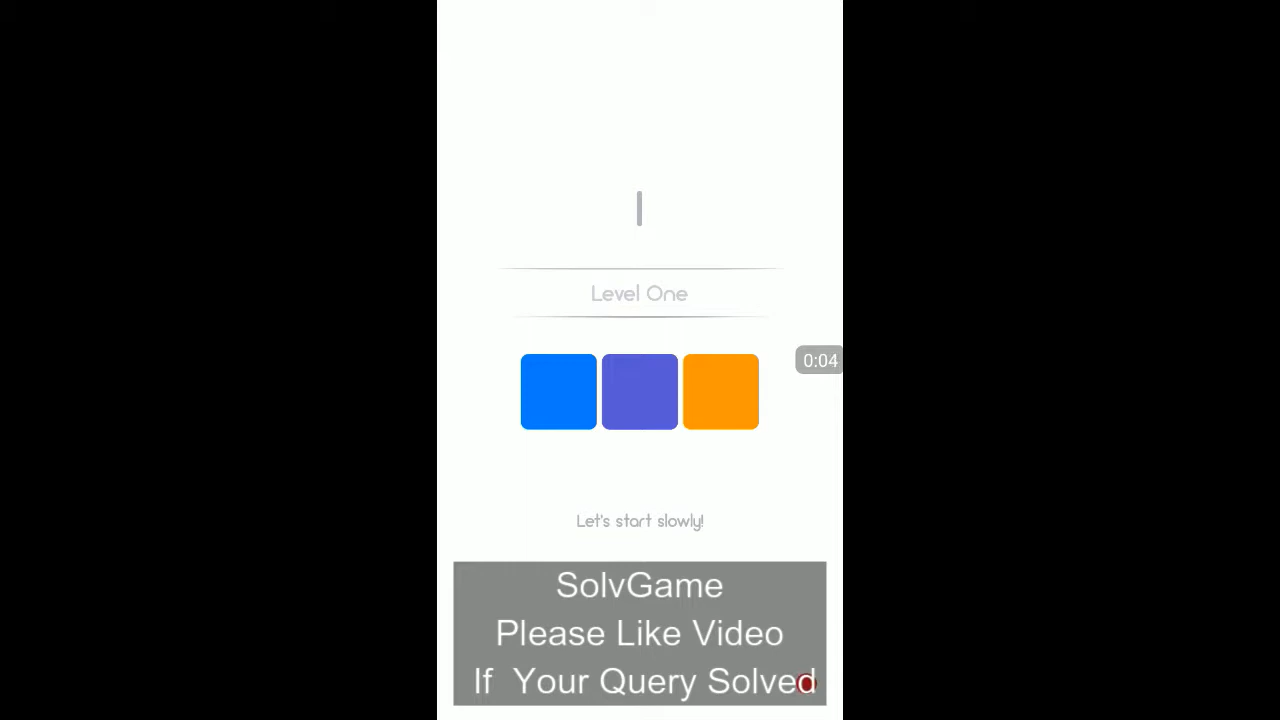 |
Level One
0:04
Let's start slowly!
SolvGame
Please Like Video
If Your Query Solved